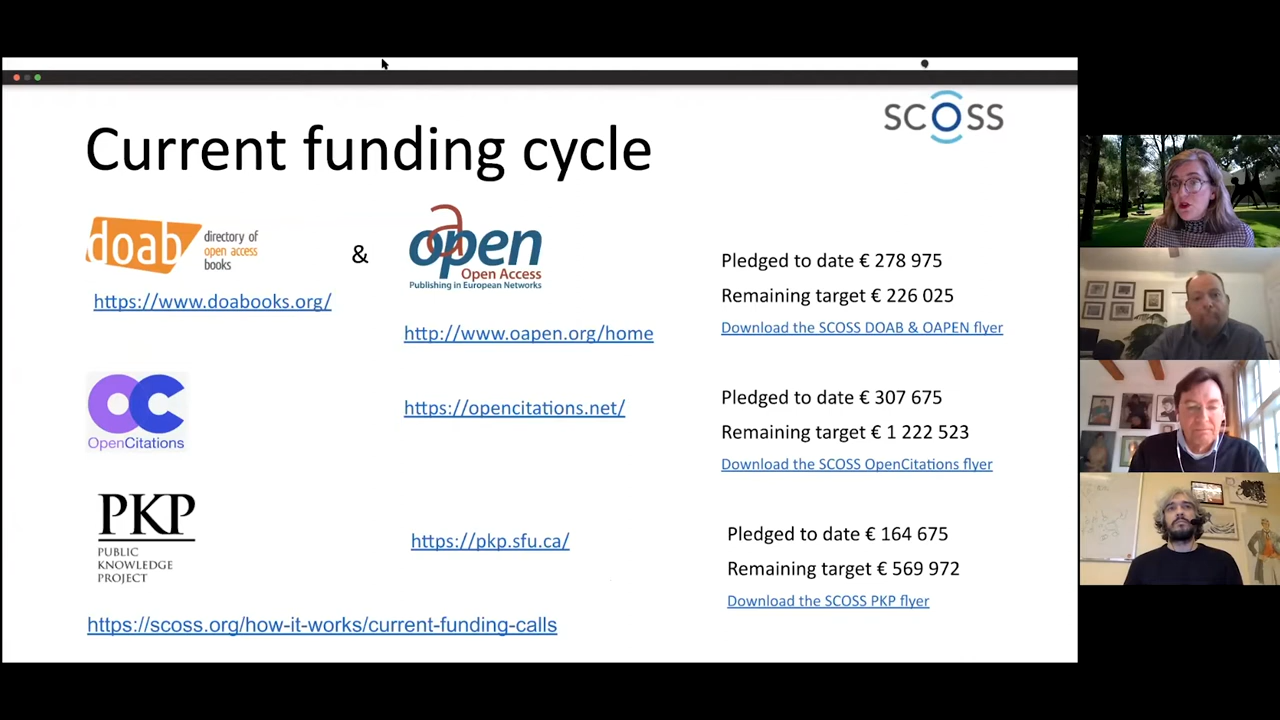 SCOSS
Current funding cycle
doab directory of
open access
books
&
oapen
Open Access
Publishing in European Networks
https://www.doabooks.org/
http://www.oapen.org/home
Pledged to date € 278 975
Remaining target € 226 025
Download the SCOSS DOAB & OAPEN flyer
OC
OpenCitations
https://opencitations.net/
Pledged to date € 307 675
Remaining target € 1 222 523
Download the SCOSS OpenCitations flyer
PKP
PUBLIC
KNOWLEDGE
PROJECT
https://pkp.sfu.ca/
Pledged to date € 164 675
Remaining target € 569 972
Download the SCOSS PKP flyer
https://scoss.org/how-it-works/current-funding-calls